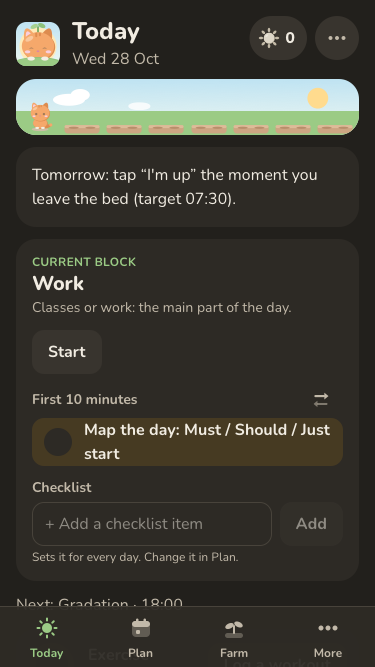 Today
Wed 28 Oct
0
Tomorrow: tap “I'm up” the moment you
leave the bed (target 07:30).
CURRENT BLOCK
Work
Classes or work: the main part of the day.
Start
First 10 minutes
Map the day: Must / Should / Just
start
Checklist
+ Add a checklist item
Add
Sets it for every day. Change it in Plan.
Next: Gradation · 18:00
Today
Plan
Farm
More